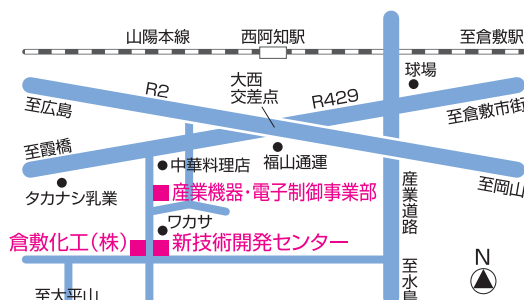 山陽本線
西阿知駅
至倉敷駅
R2
大西
交差点
球場
R429
至広島
至倉敷市街
至霞橋
中華料理店
福山通運
タカナシ乳業
産業機器・電子制御事業部
至岡山
産業道路
ワカサ
倉敷化工(株)
新技術開発センター
N
至水島
至大平山